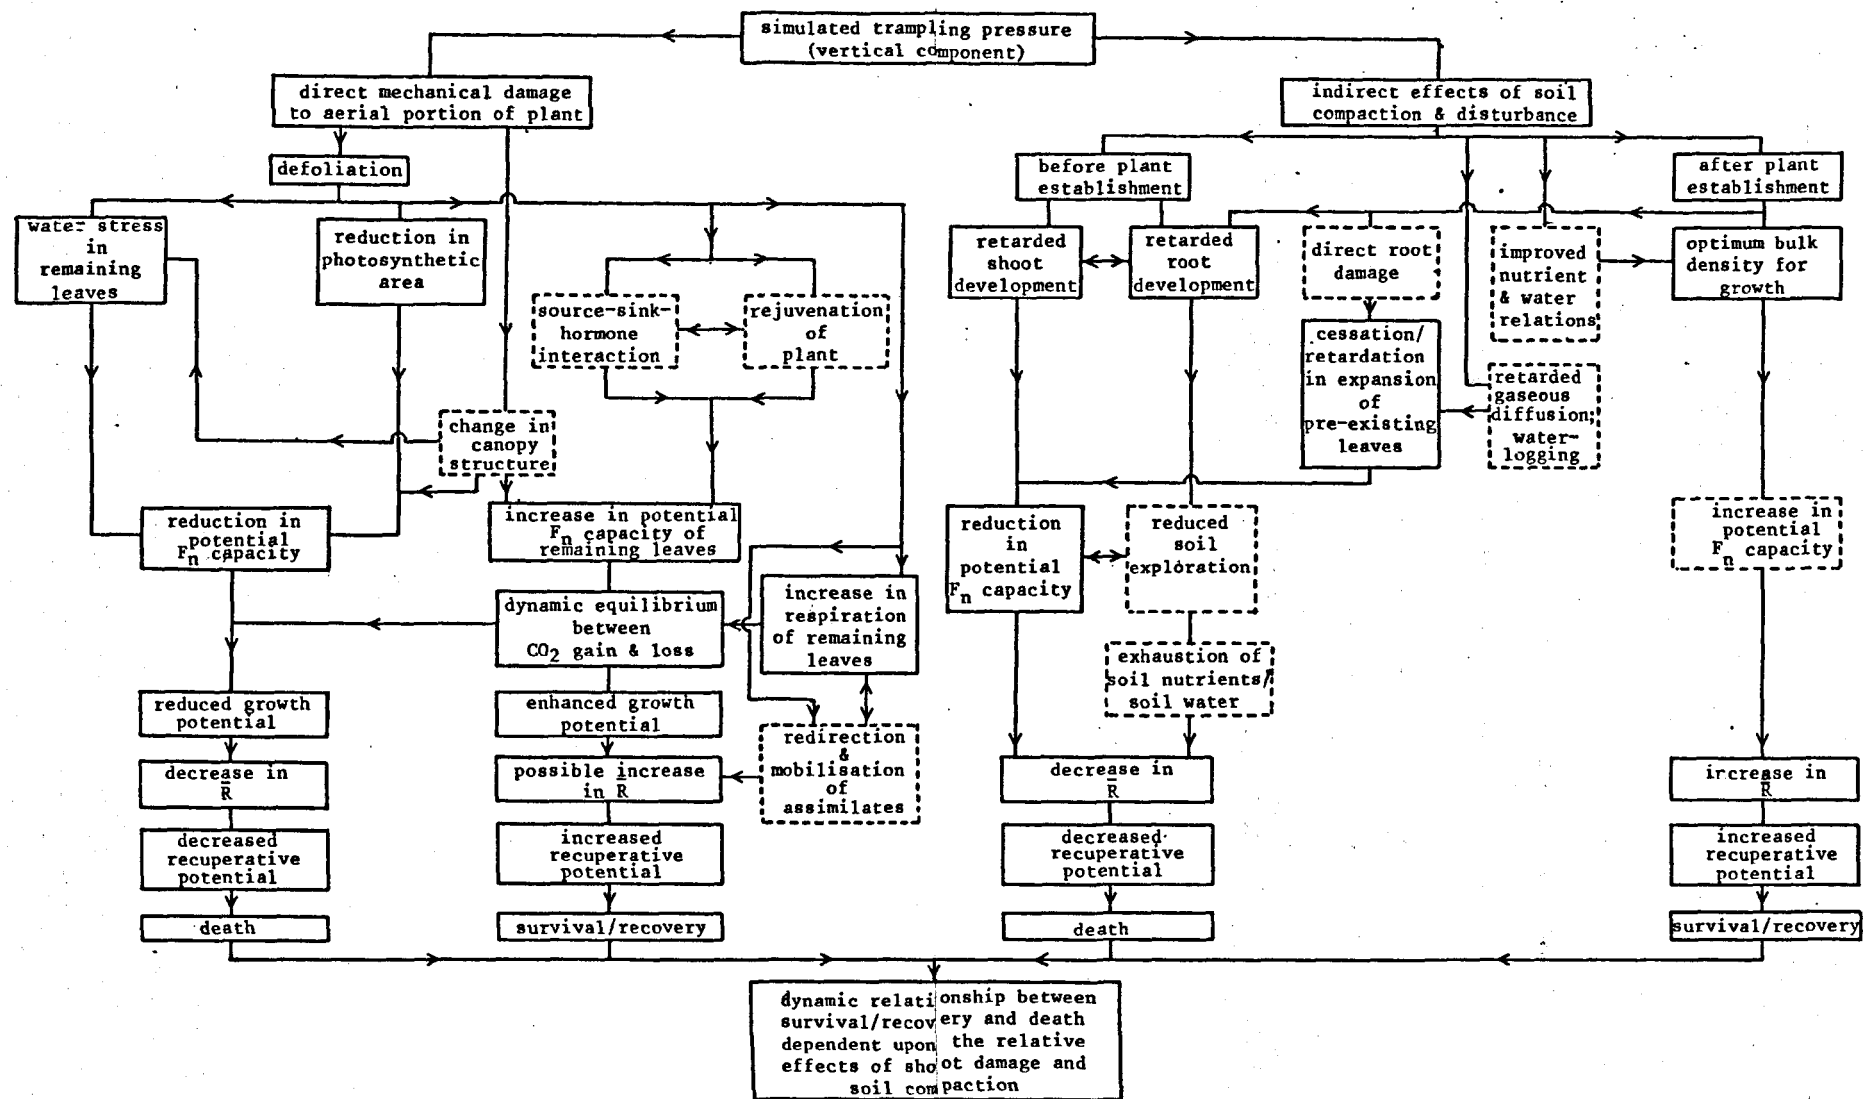 simulated trampling pressure
(vertical component)
direct mechanical damage
to aerial portion of plant
indirect effects of soil
compaction & disturbance
defoliation
before plant
establishment
after plant
establishment
water stress
in
remaining
leaves
reduction in
photosynthetic
area
retarded
shoot
development
retarded
root
development
direct root
damage
improved
nutrient
& water
relations
optimum bulk
density for
growth
source-sink-
hormone
interaction
rejuvenation
of
plant
cessation/
retardation
in expansion
of
pre-existing
leaves
retarded
gaseous
diffusion;
water-
logging
change in
canopy
structure
reduction in
potential
Fn capacity
increase in potential
Fn capacity of
remaining leaves
reduction
in
potential
Fn capacity
reduced
soil
exploration
increase in
potential
Fn capacity
dynamic equilibrium
between
CO2 gain & loss
increase in
respiration
of remaining
leaves
exhaustion of
soil nutrients/
soil water
reduced growth
potential
enhanced growth
potential
redirection
&
mobilisation
of
assimilates
decrease in
R̄
possible increase
in R̄
decrease in
R̄
increase in
R̄
decreased
recuperative
potential
increased
recuperative
potential
decreased
recuperative
potential
increased
recuperative
potential
death
survival/recovery
death
survival/recovery
dynamic relationship between
survival/recovery and death
dependent upon the relative
effects of shoot damage and
soil compaction